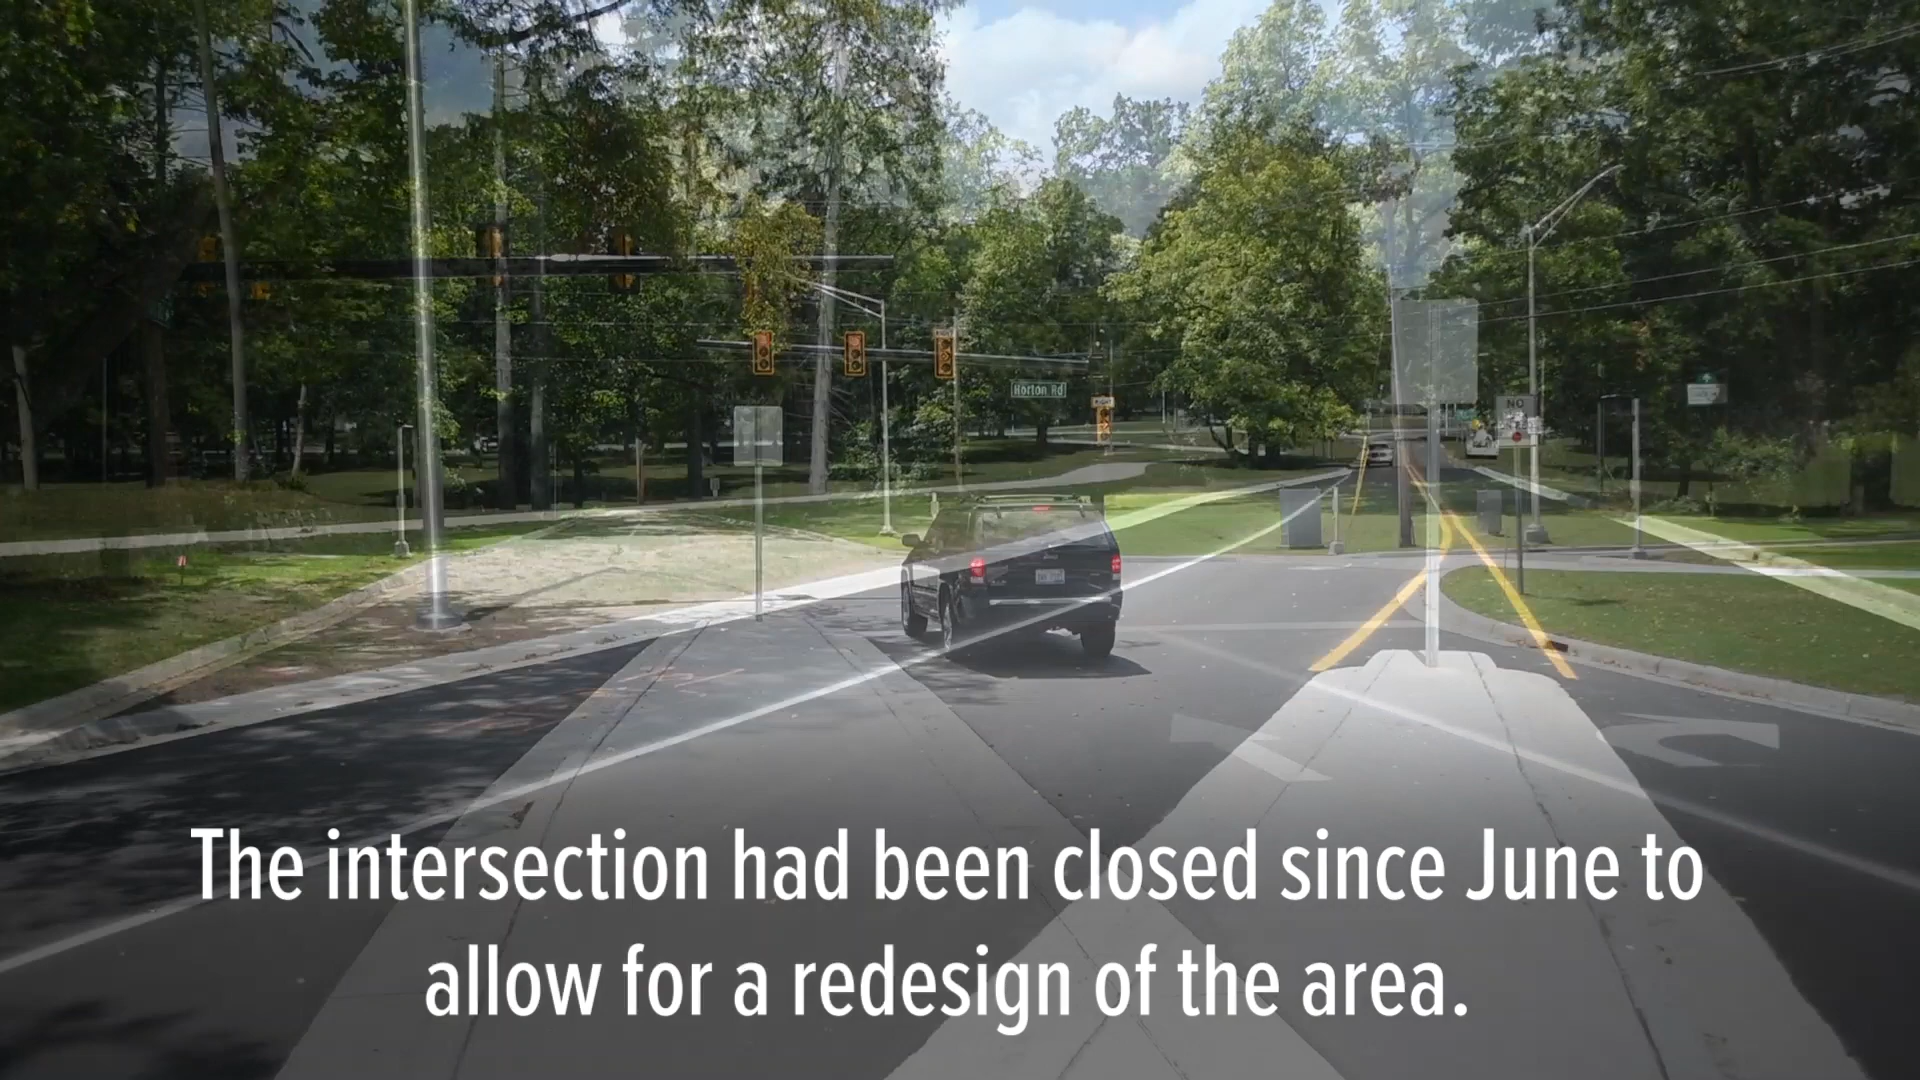 Horton Rd
NO
The intersection had been closed since June to
allow for a redesign of the area.